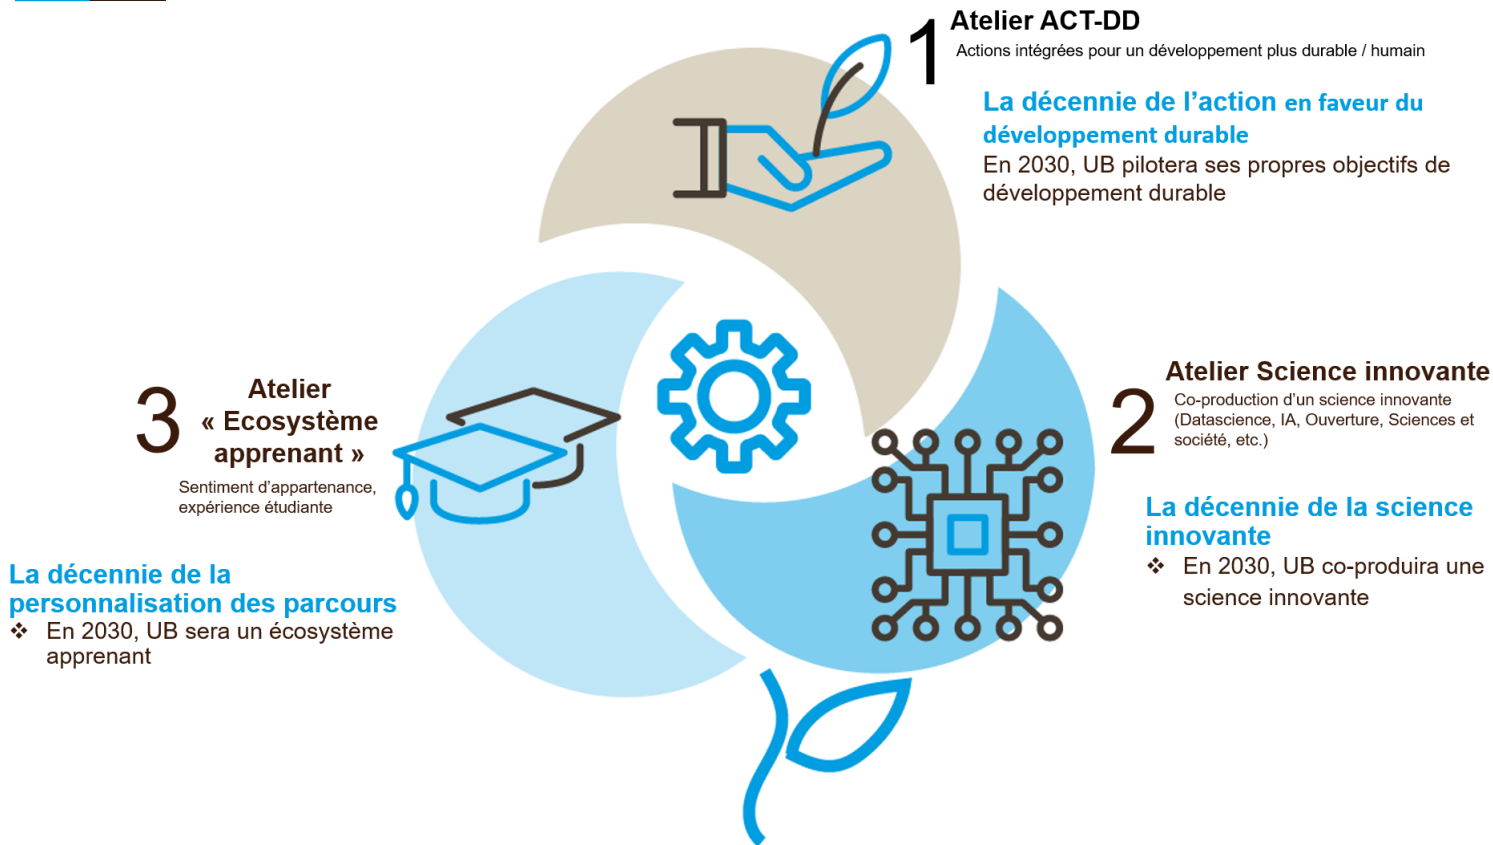 1
Atelier ACT-DD
Actions intégrées pour un développement plus durable / humain
La décennie de l’action en faveur du
développement durable
En 2030, UB pilotera ses propres objectifs de
développement durable
2
Atelier Science innovante
Co-production d’un science innovante
(Datascience, IA, Ouverture, Sciences et
société, etc.)
La décennie de la science
innovante
❖ En 2030, UB co-produira une
science innovante
3
Atelier
« Ecosystème
apprenant »
Sentiment d’appartenance,
expérience étudiante
La décennie de la
personnalisation des parcours
❖ En 2030, UB sera un écosystème
apprenant